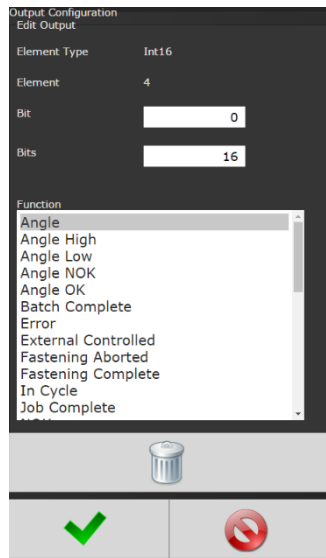 Output Configuration
Edit Output
Element Type Int16
Element 4
Bit 0
Bits 16
Function
Angle
Angle High
Angle Low
Angle NOK
Angle OK
Batch Complete
Error
External Controlled
Fastening Aborted
Fastening Complete
In Cycle
Job Complete